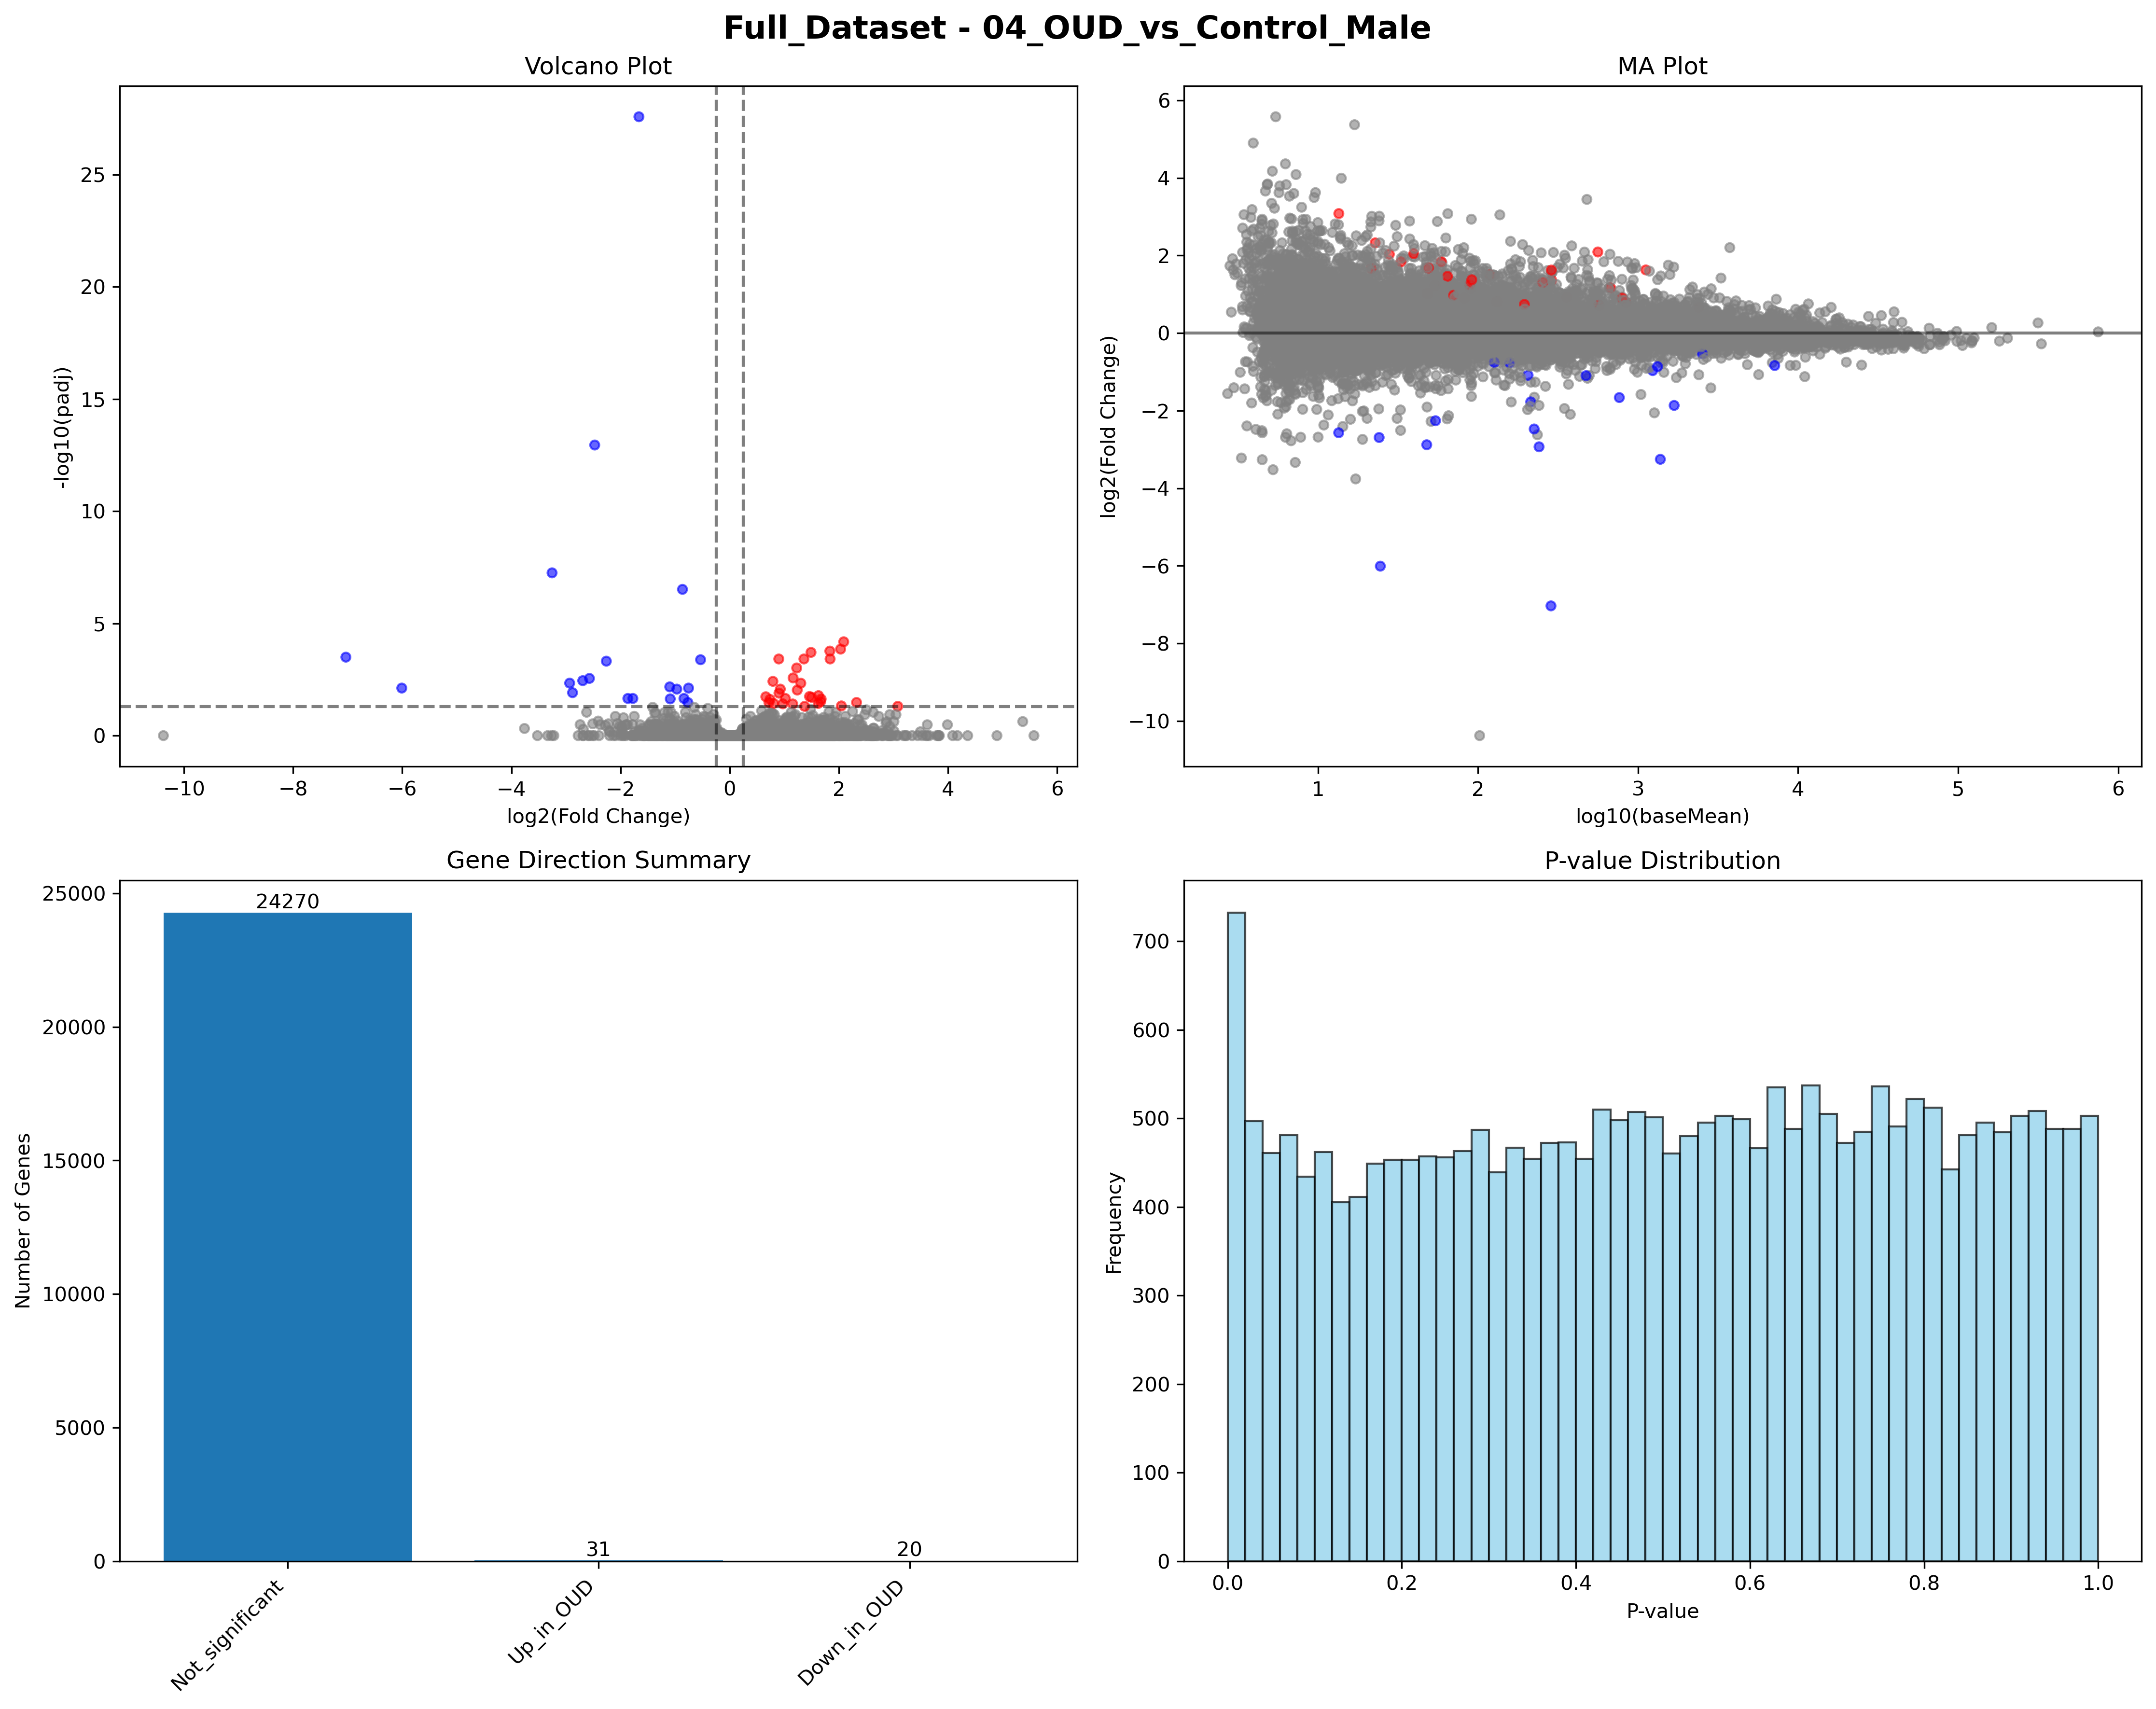 Full_Dataset - 04_OUD_vs_Control_Male
Volcano Plot
-log10(padj)
25
20
15
10
5
0
−10 −8 −6 −4 −2 0 2 4 6
log2(Fold Change)
MA Plot
log2(Fold Change)
6
4
2
0
−2
−4
−6
−8
−10
1 2 3 4 5 6
log10(baseMean)
Gene Direction Summary
Number of Genes
25000
20000
15000
10000
5000
0
24270
31
20
Not_significant
Up_in_OUD
Down_in_OUD
P-value Distribution
Frequency
700
600
500
400
300
200
100
0
0.0 0.2 0.4 0.6 0.8 1.0
P-value